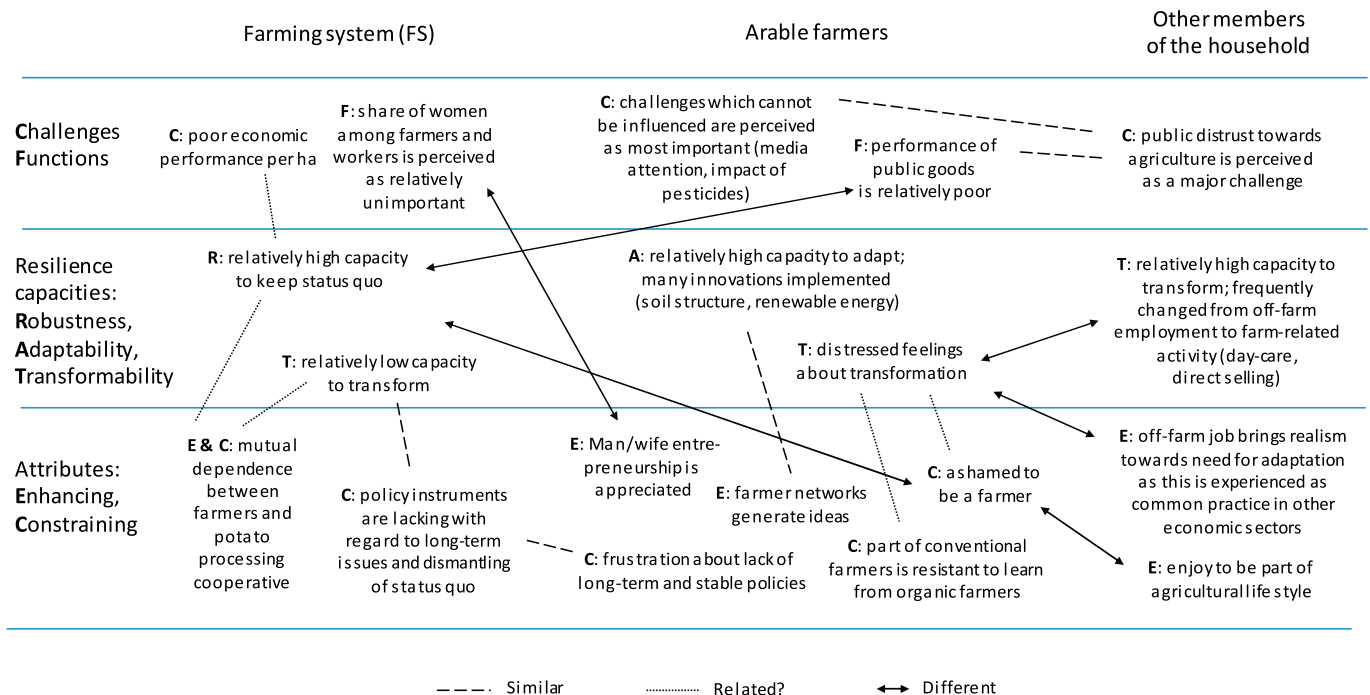 Farming system (FS)
Arable farmers
Other members
of the household
Challenges
Functions
C: poor economic
performance per ha
F: share of women
among farmers and
workers is perceived
as relatively
unimportant
C: challenges which cannot
be influenced are perceived
as most important (media
attention, impact of
pesticides)
F: performance of
public goods
is relatively poor
C: public distrust towards
agriculture is perceived
as a major challenge
Resilience
capacities:
Robustness,
Adaptability,
Transformability
R: relatively high capacity
to keep status quo
T: relatively low capacity
to transform
A: relatively high capacity to adapt;
many innovations implemented
(soil structure, renewable energy)
T: distressed feelings
about transformation
T: relatively high capacity to
transform; frequently
changed from off-farm
employment to farm-related
activity (day-care,
direct selling)
Attributes:
Enhancing,
Constraining
E & C: mutual
dependence
between
farmers and
potato
processing
cooperative
C: policy instruments
are lacking with
regard to long-term
issues and dismantling
of status quo
E: Man/wife entre-
preneurship is
appreciated
E: farmer networks
generate ideas
C: frustration about lack of
long-term and stable policies
C: ashamed to
be a farmer
C: part of conventional
farmers is resistant to learn
from organic farmers
E: off-farm job brings realism
towards need for adaptation
as this is experienced as
common practice in other
economic sectors
E: enjoy to be part of
agricultural life style
Similar
Related?
Different